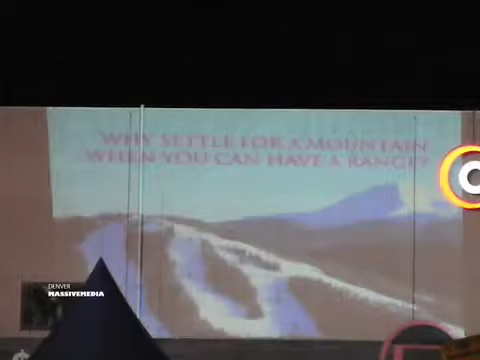 WHY SETTLE FOR A MOUNTAIN
WHEN YOU CAN HAVE A RANGE?
DENVER
MASSIVEMEDIA